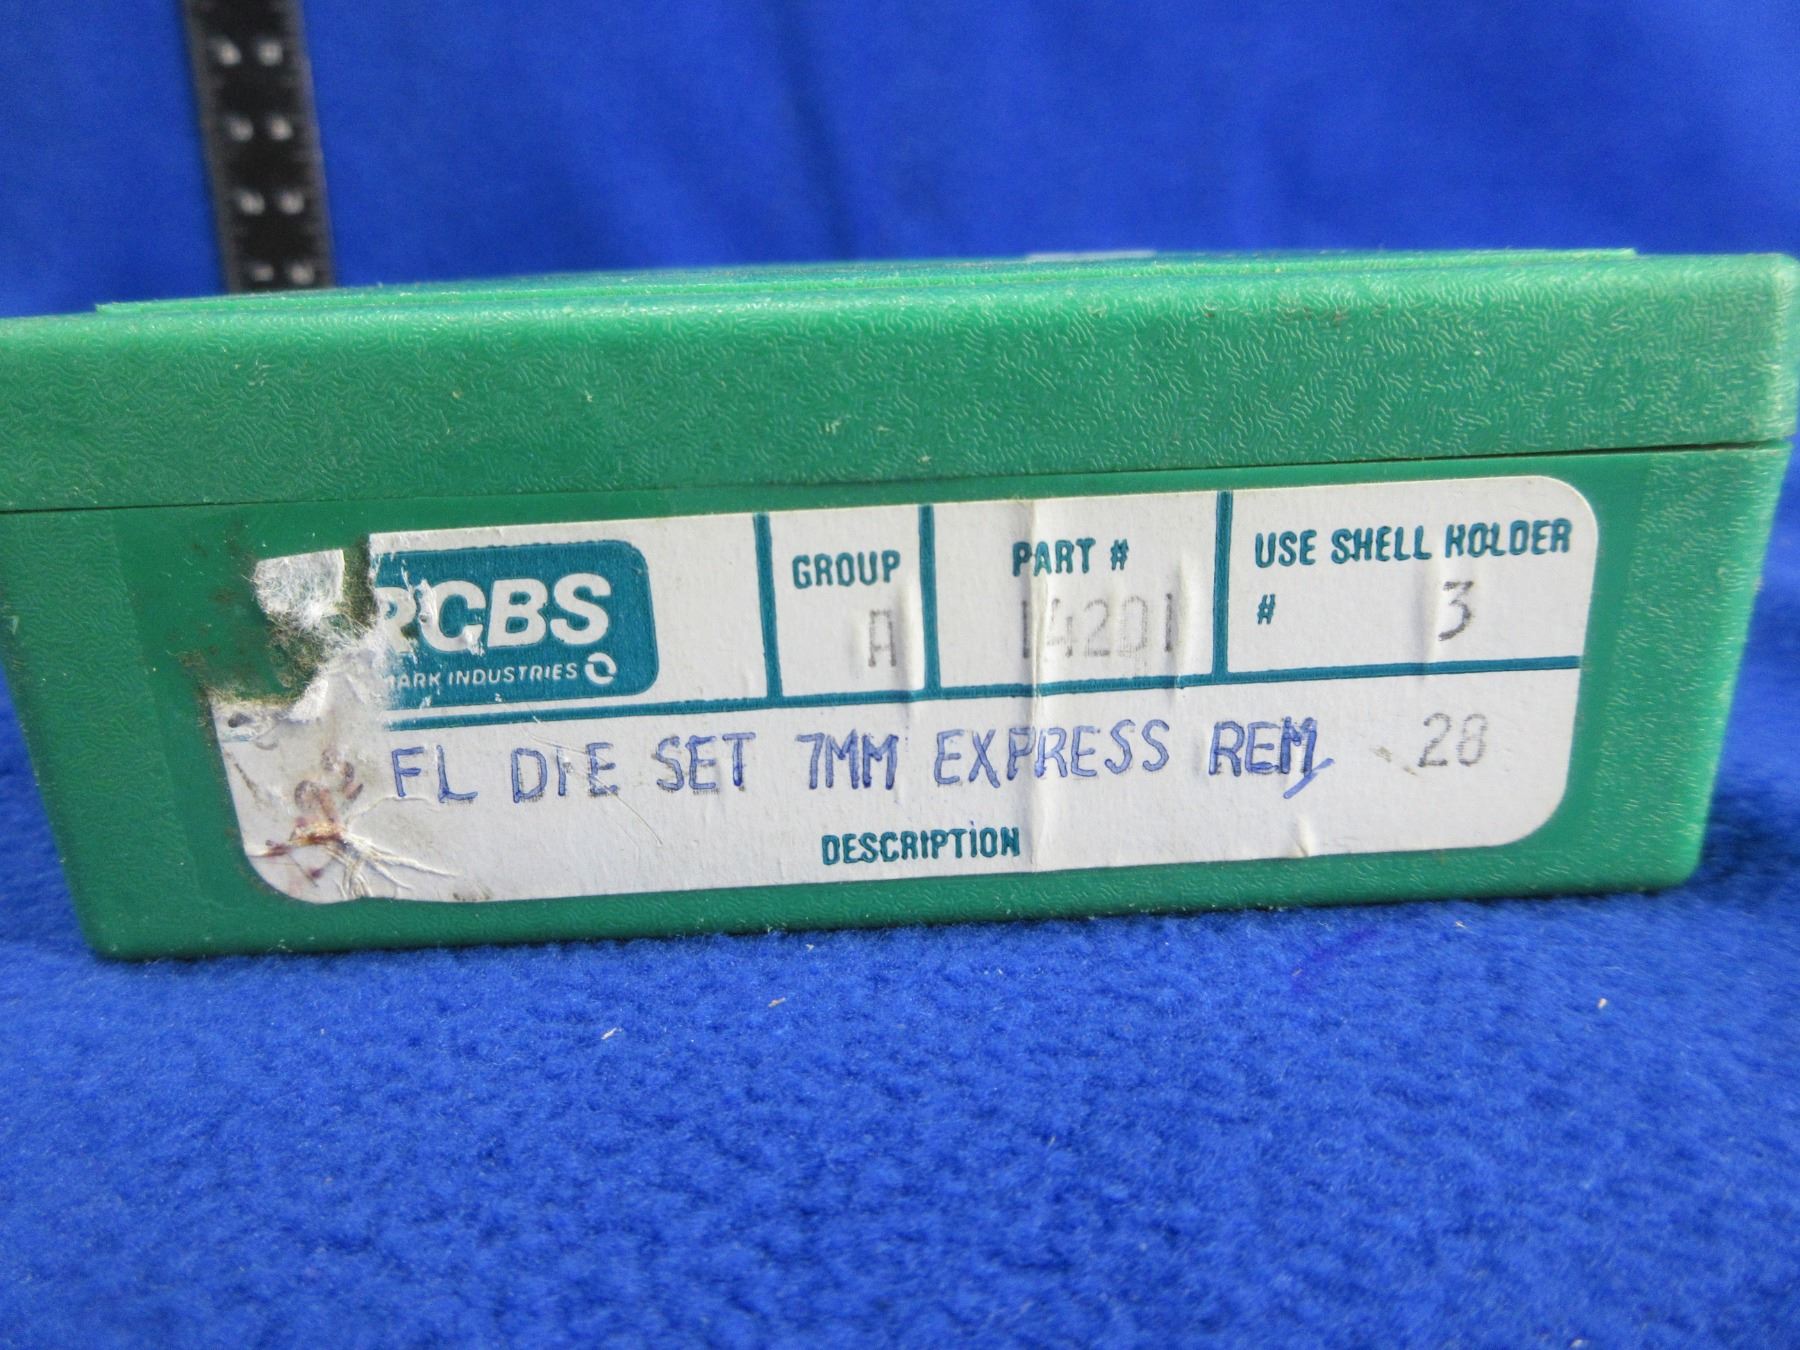 RCBS
MARK INDUSTRIES
GROUP
A
PART #
14201
USE SHELL HOLDER
# 3
FL DIE SET 7MM EXPRESS REM 28
DESCRIPTION